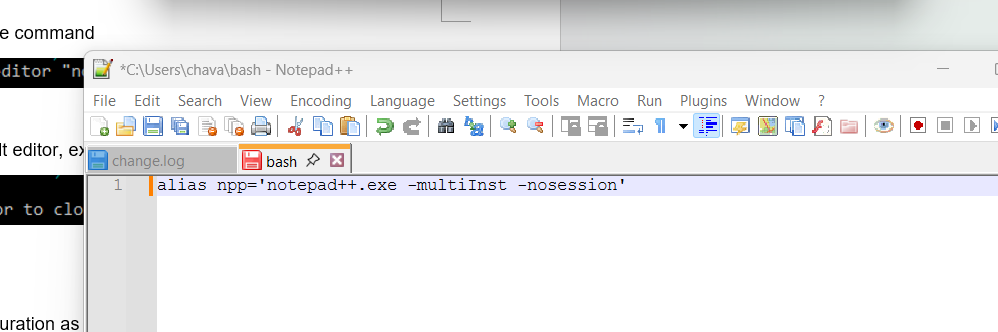 e command
ditor "n
*C:\Users\chava\bash - Notepad++
File Edit Search View Encoding Language Settings Tools Macro Run Plugins Window ?
lt editor, ex
change.log bash
1 alias npp='notepad++.exe -multiInst -nosession'
or to clo
uration as